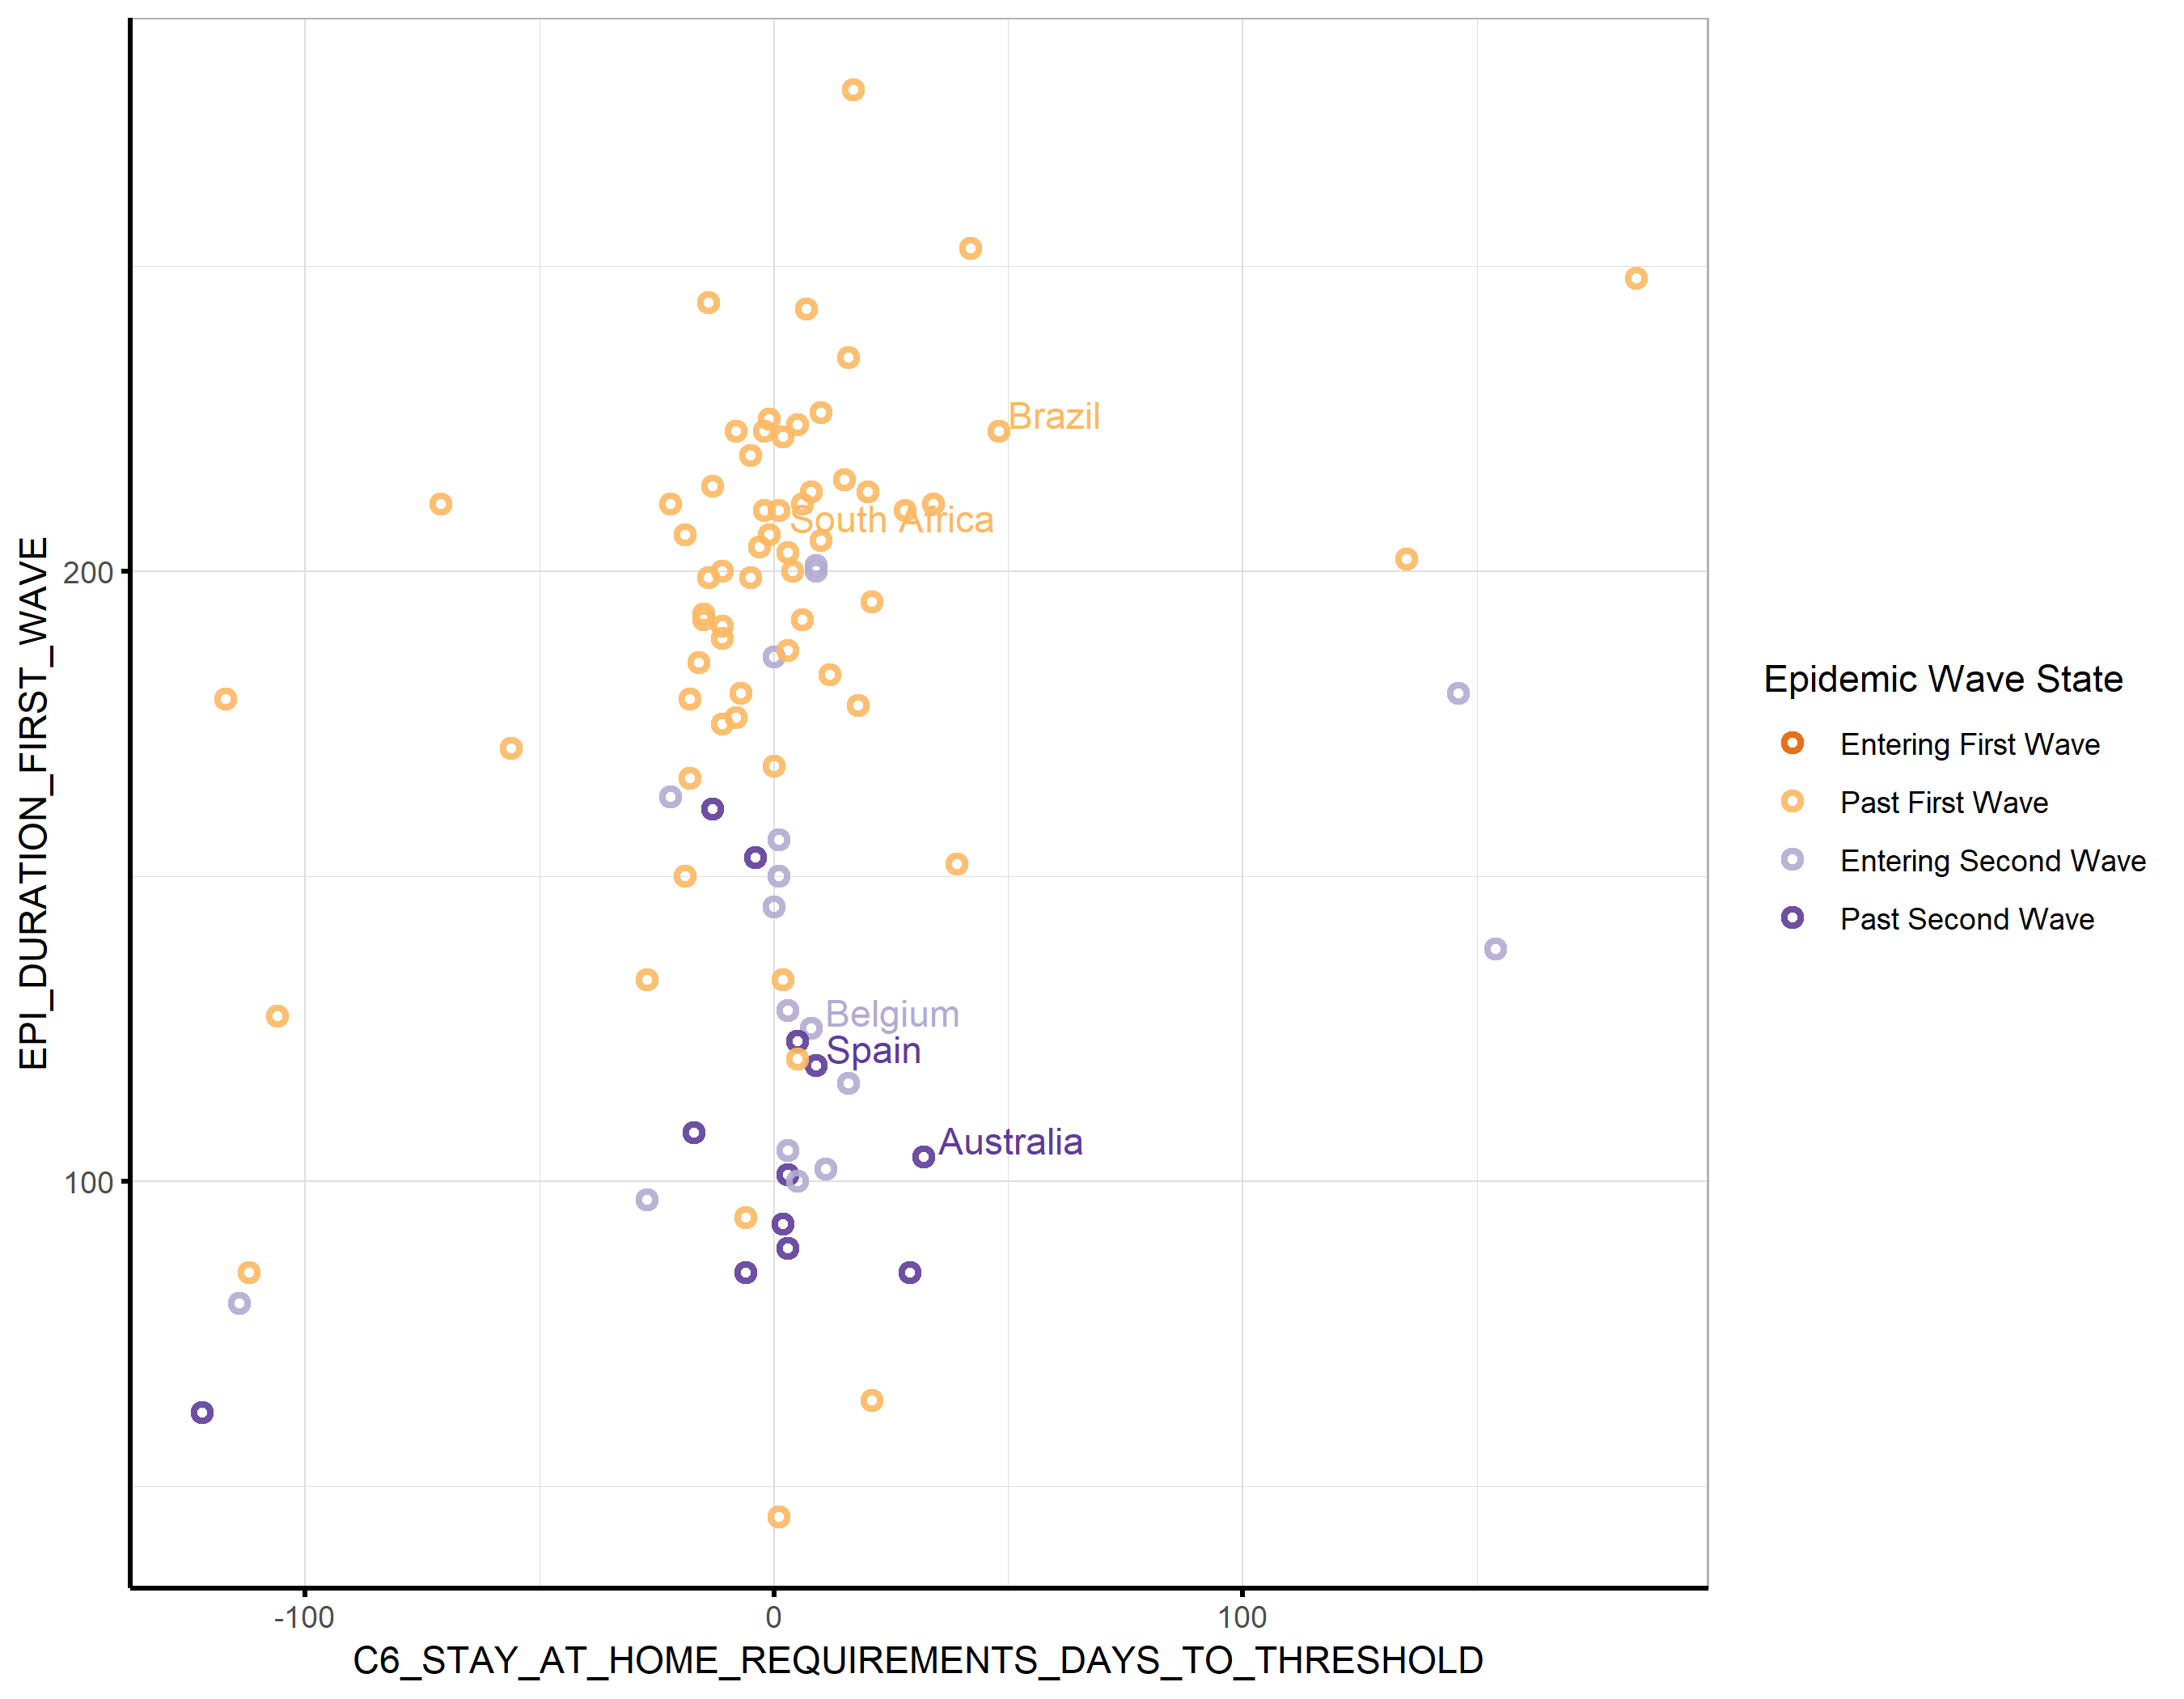 EPI_DURATION_FIRST_WAVE
200
100
Brazil
South Africa
Belgium
Spain
Australia
-100
0
100
C6_STAY_AT_HOME_REQUIREMENTS_DAYS_TO_THRESHOLD
Epidemic Wave State
Entering First Wave
Past First Wave
Entering Second Wave
Past Second Wave